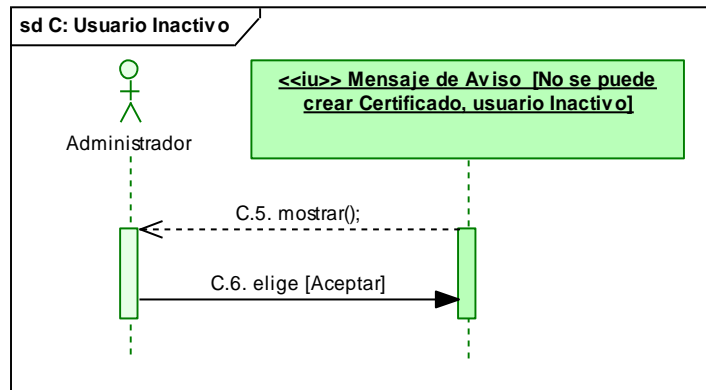 sd C: Usuario Inactivo
<<iu>> Mensaje de Aviso [No se puede
crear Certificado, usuario Inactivo]
Administrador
C.5. mostrar();
C.6. elige [Aceptar]